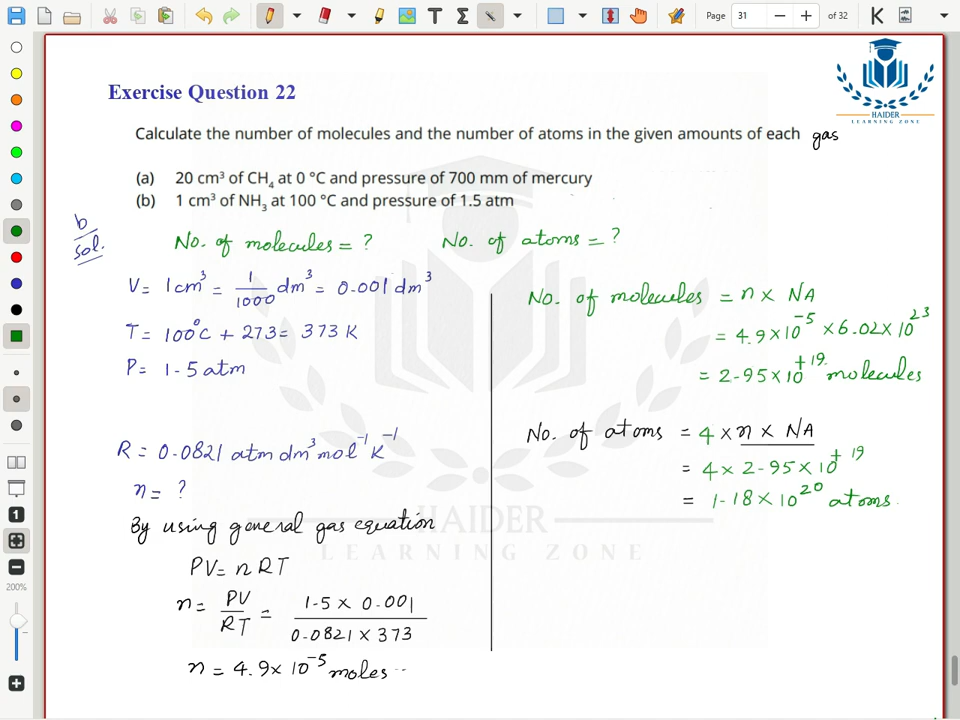 Page 31 of 32
HAIDER
LEARNING ZONE
Exercise Question 22
Calculate the number of molecules and the number of atoms in the given amounts of each gas
(a) 20 cm³ of CH₄ at 0 °C and pressure of 700 mm of mercury
(b) 1 cm³ of NH₃ at 100 °C and pressure of 1.5 atm
b
sol.
No. of molecules = ? No. of atoms = ?
V = 1cm³ = 1/1000 dm³ = 0.001 dm³
T = 100°C + 273 = 373 K
P = 1.5 atm
R = 0.0821 atm dm³ mol⁻¹ K⁻¹
n = ?
By using general gas equation
PV = nRT
n = PV/RT = 1.5 × 0.001 / 0.0821 × 373
n = 4.9 × 10⁻⁵ moles
No. of molecules = n × NA
= 4.9 × 10⁻⁵ × 6.02 × 10²³
= 2.95 × 10⁺¹⁹ molecules
No. of atoms = 4 × n × NA
= 4 × 2.95 × 10⁺¹⁹
= 1.18 × 10²⁰ atoms.
HAIDER
LEARNING ZONE
200%